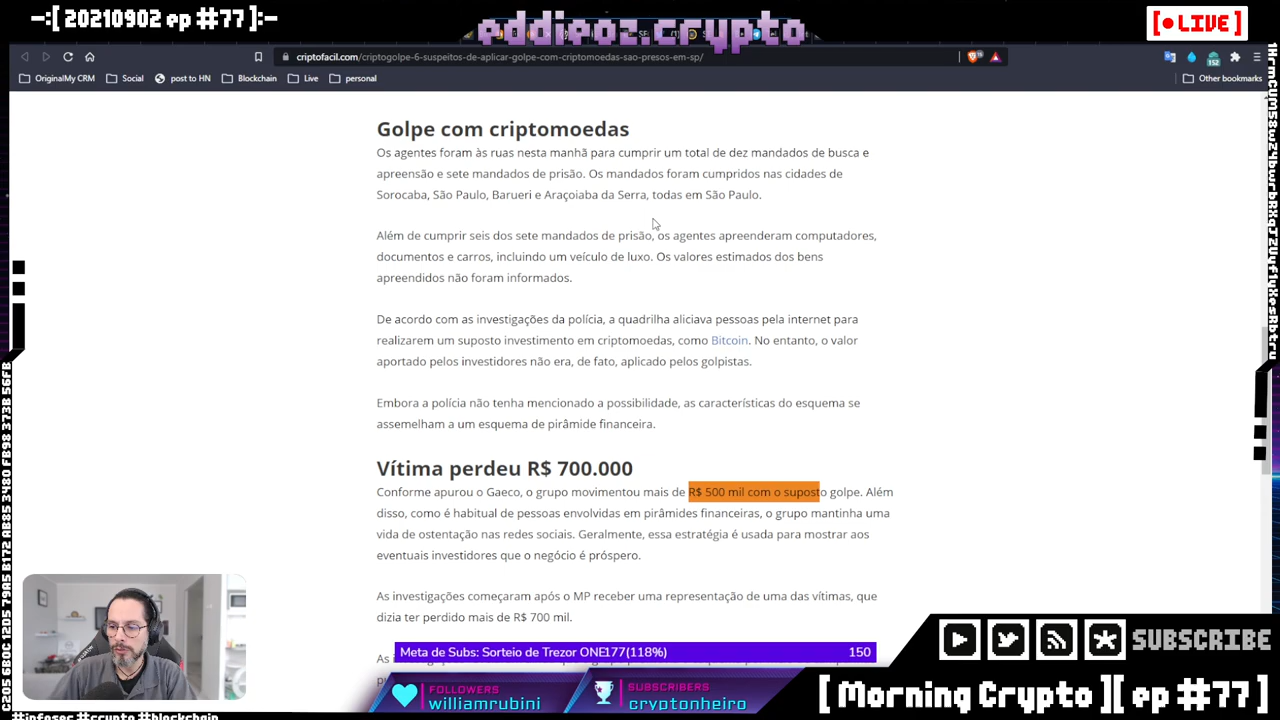 -:[ 20210902 ep #77 ]:-
eddieoz.crypto
[ LIVE ]
criptofacil.com/criptogolpe-6-suspeitos-de-aplicar-golpe-com-criptomoedas-sao-presos-em-sp/
OriginalMy CRM
Social
post to HN
Blockchain
Live
personal
Other bookmarks
Golpe com criptomoedas
Os agentes foram às ruas nesta manhã para cumprir um total de dez mandados de busca e
apreensão e sete mandados de prisão. Os mandados foram cumpridos nas cidades de
Sorocaba, São Paulo, Barueri e Araçoiaba da Serra, todas em São Paulo.
Além de cumprir seis dos sete mandados de prisão, os agentes apreenderam computadores,
documentos e carros, incluindo um veículo de luxo. Os valores estimados dos bens
apreendidos não foram informados.
De acordo com as investigações da polícia, a quadrilha aliciava pessoas pela internet para
realizarem um suposto investimento em criptomoedas, como Bitcoin. No entanto, o valor
aportado pelos investidores não era, de fato, aplicado pelos golpistas.
Embora a polícia não tenha mencionado a possibilidade, as características do esquema se
assemelham a um esquema de pirâmide financeira.
Vítima perdeu R$ 700.000
Conforme apurou o Gaeco, o grupo movimentou mais de R$ 500 mil com o suposto golpe. Além
disso, como é habitual de pessoas envolvidas em pirâmides financeiras, o grupo mantinha uma
vida de ostentação nas redes sociais. Geralmente, essa estratégia é usada para mostrar aos
eventuais investidores que o negócio é próspero.
As investigações começaram após o MP receber uma representação de uma das vítimas, que
dizia ter perdido mais de R$ 700 mil.
Meta de Subs: Sorteio de Trezor ONE177(118%) 150
FOLLOWERS
williamrubini
SUBSCRIBERS
cryptonheiro
SUBSCRIBE
[ Morning Crypto ][ ep #77 ]
#infosec #crypto #blockchain